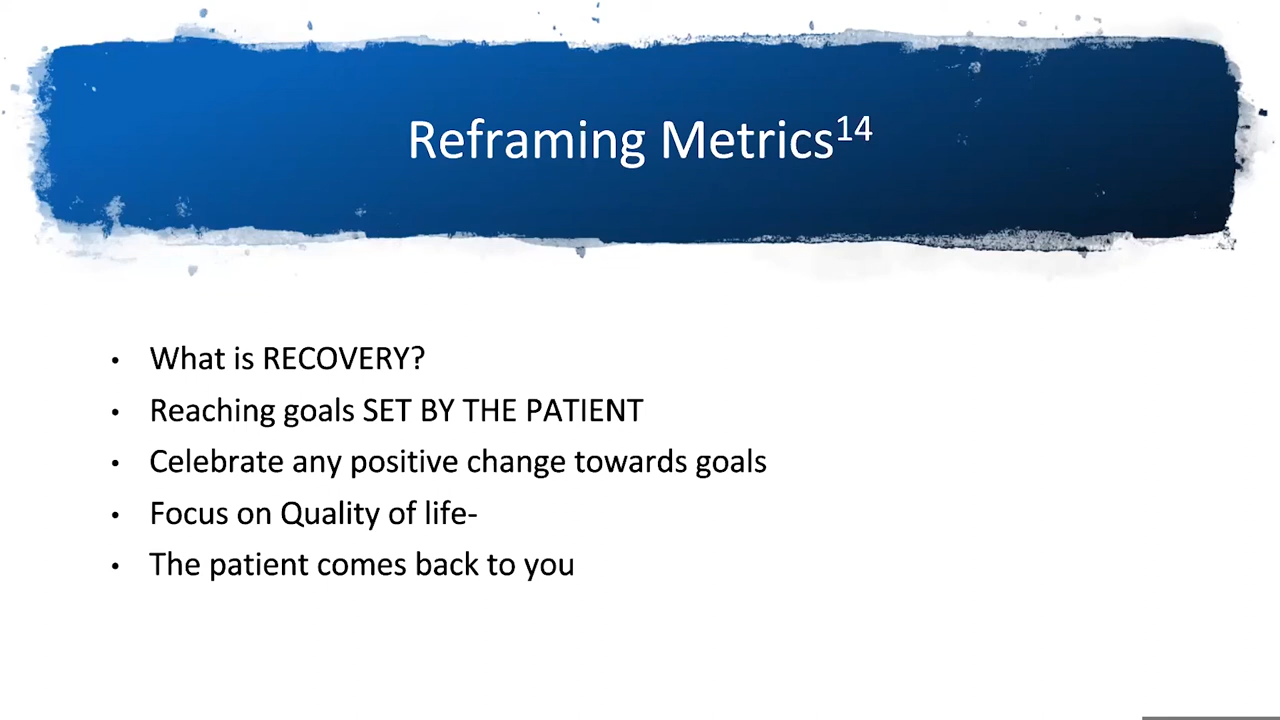 Reframing Metrics¹⁴
• What is RECOVERY?
• Reaching goals SET BY THE PATIENT
• Celebrate any positive change towards goals
• Focus on Quality of life-
• The patient comes back to you